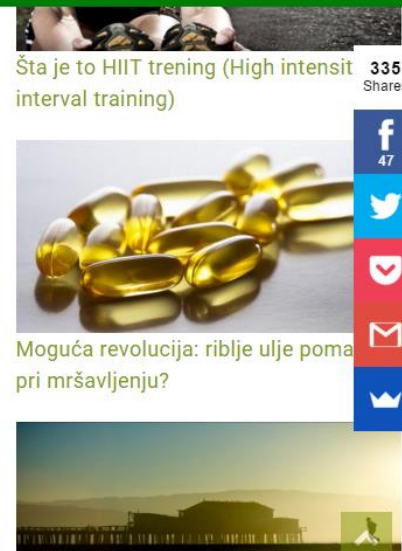 Šta je to HIIT trening (High intensit
interval training)
335
Share
47
Moguća revolucija: riblje ulje poma
pri mršavljenju?